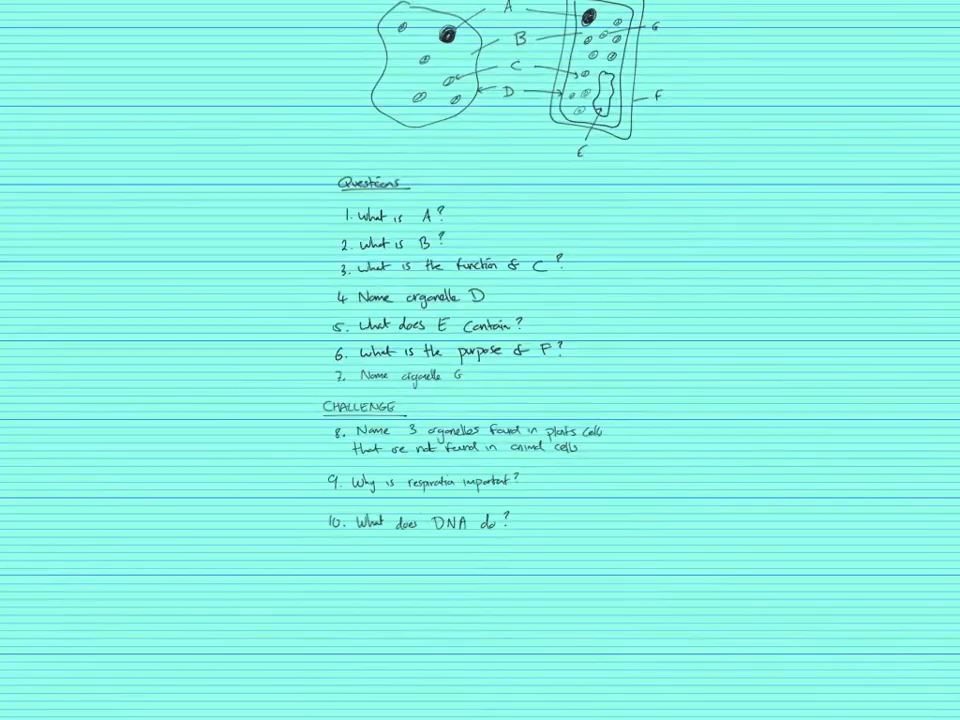 A
B
G
C
D
F
E
Questions
1. What is A?
2. What is B?
3. What is the function of C?
4 Name organelle D
5. What does E contain?
6. What is the purpose of F?
7. Name organelle G
CHALLENGE
8. Name 3 organelles found in plants cells
that are not found in animal cells
9. Why is respiration important?
10. What does DNA do?